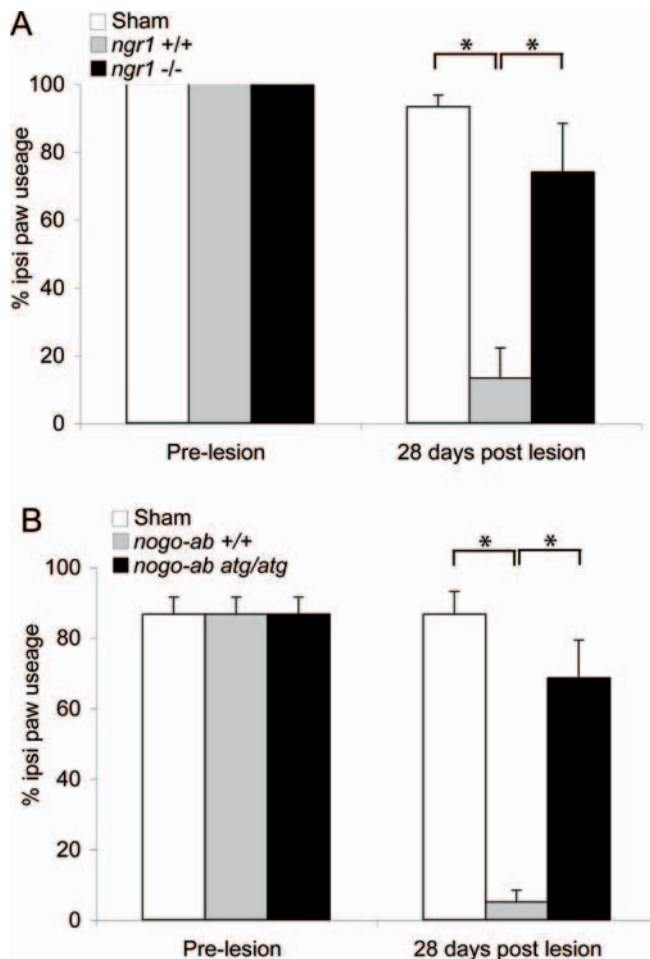 A
Sham
ngr1 +/+
ngr1 -/-
* *
100
80
60
40
20
0
% ipsi paw useage
Pre-lesion 28 days post lesion
B
Sham
nogo-ab +/+
nogo-ab atg/atg
* *
100
80
60
40
20
0
% ipsi paw useage
Pre-lesion 28 days post lesion